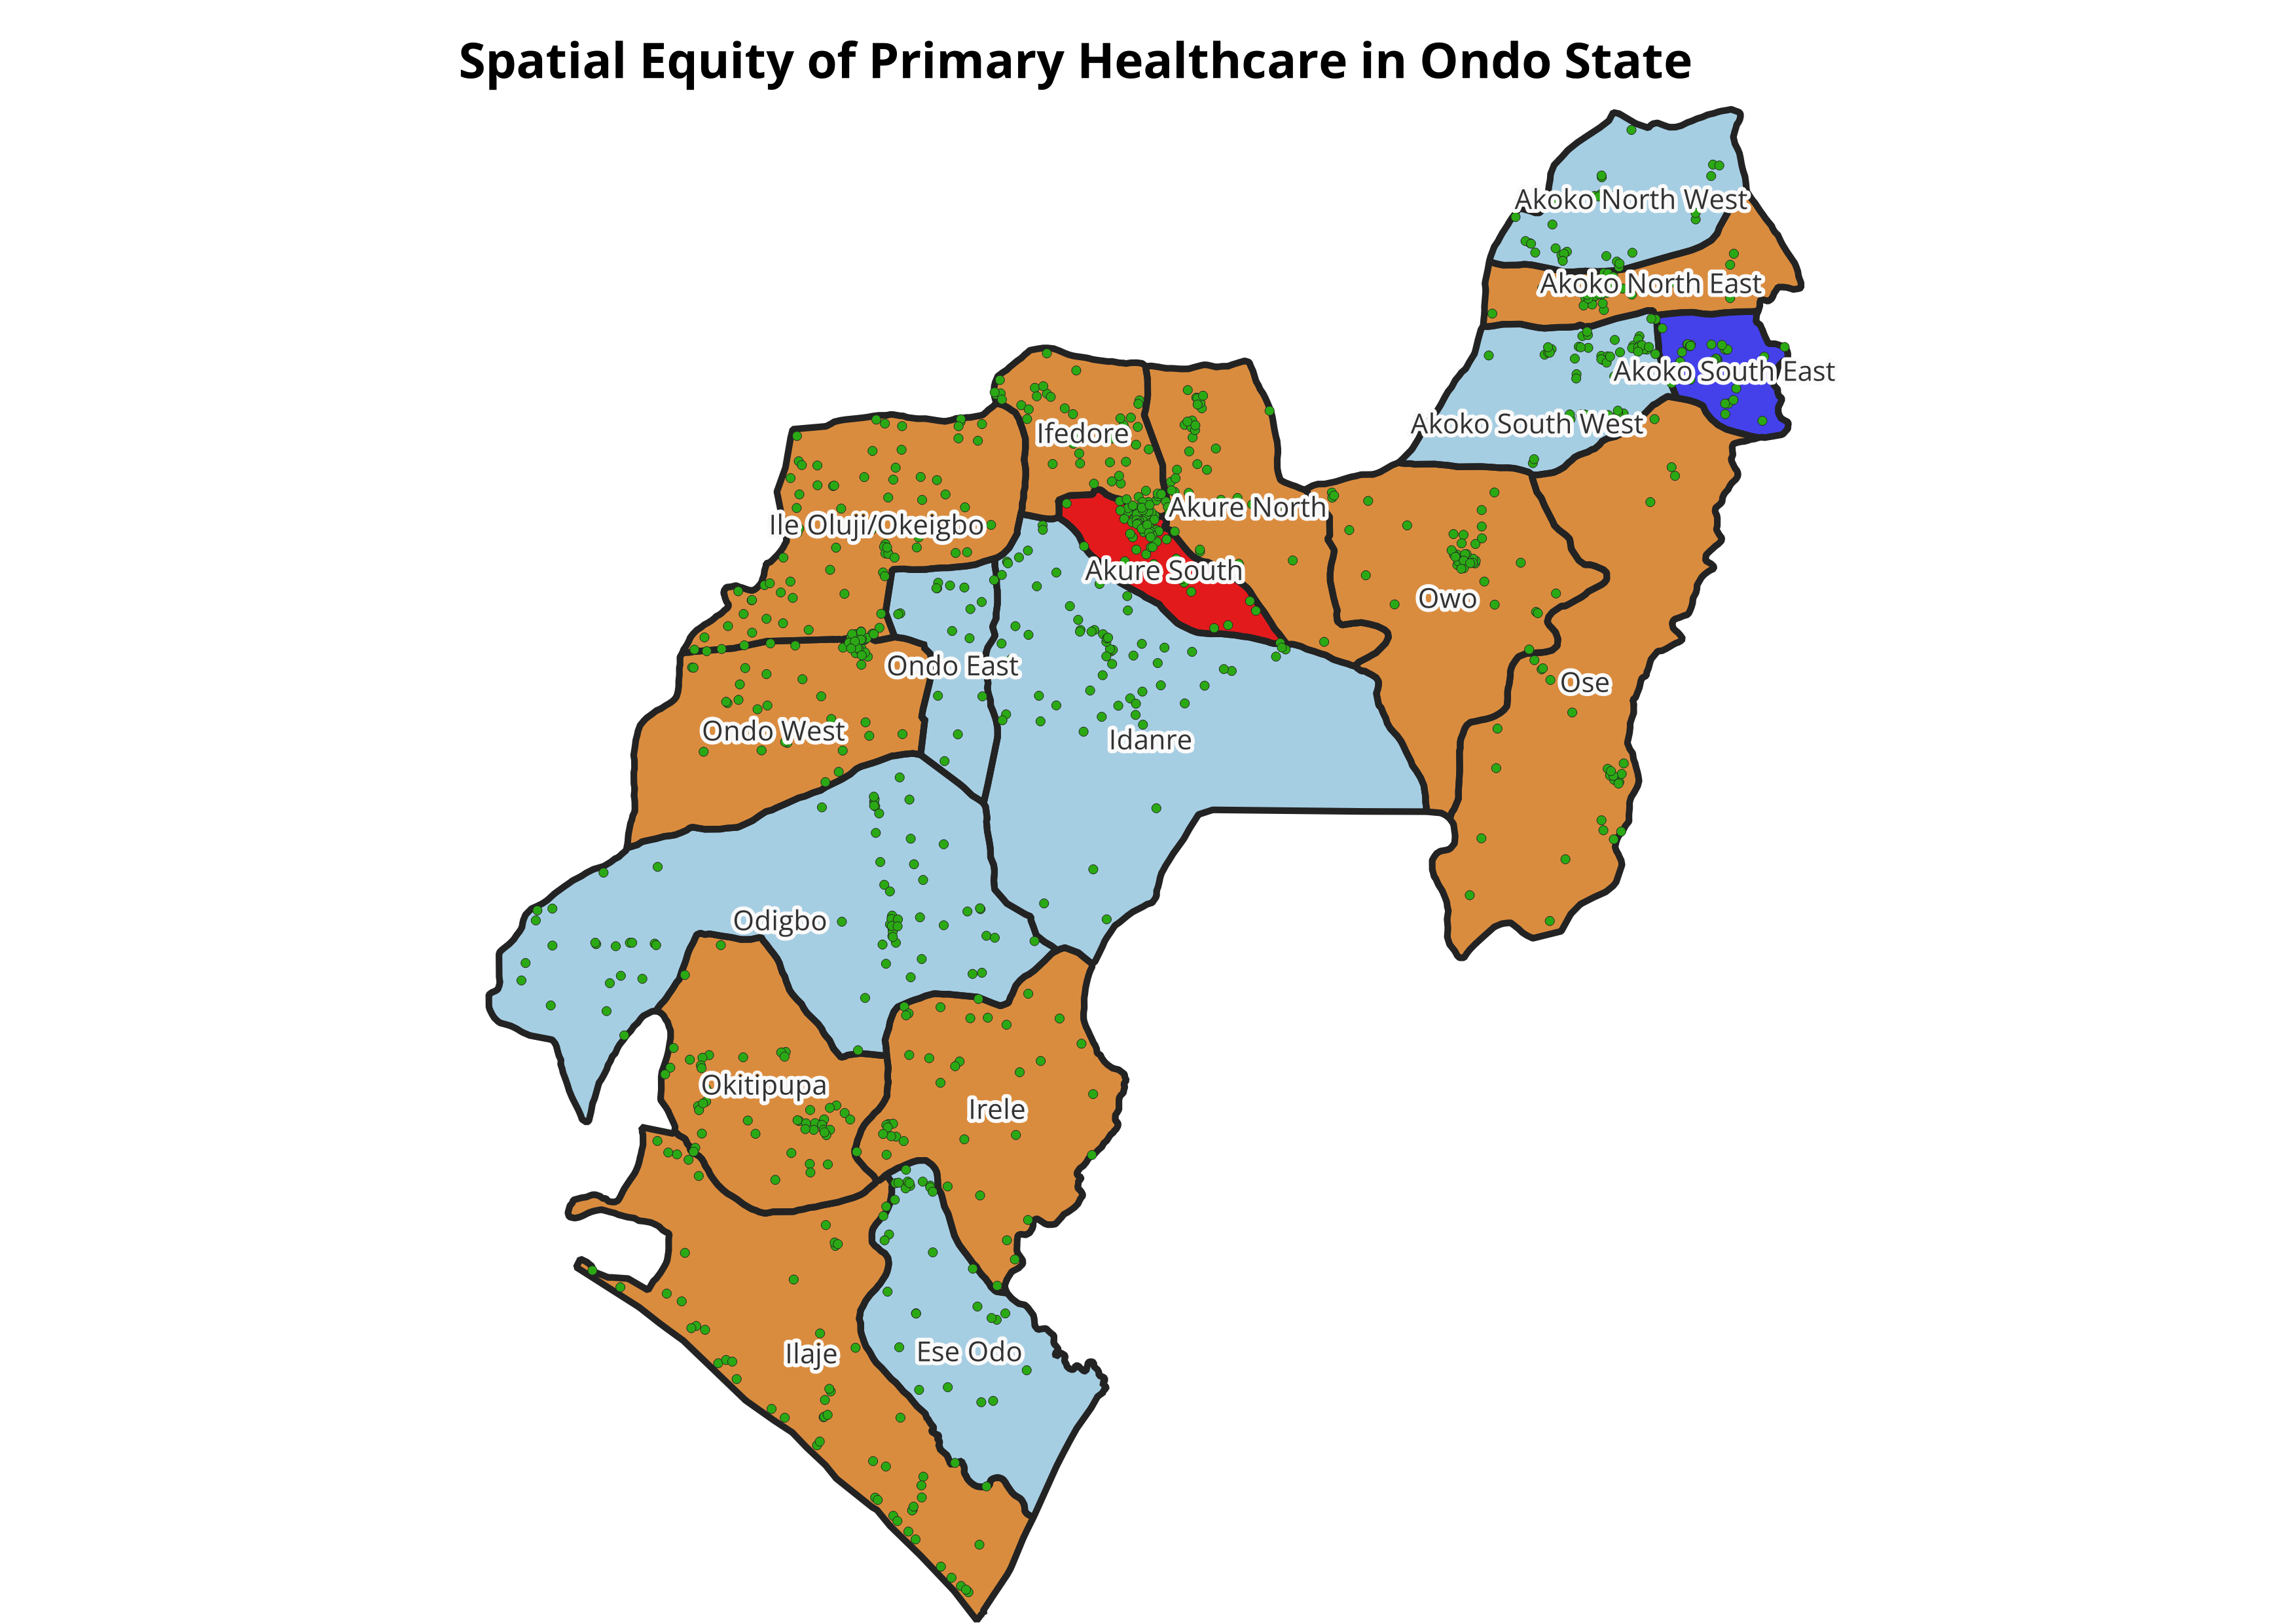 Spatial Equity of Primary Healthcare in Ondo State
Akoko North West
Akoko North East
Akoko South East
Akoko South West
Ifedore
Akure North
Ile Oluji/Okeigbo
Akure South
Owo
Ondo East
Ose
Ondo West
Idanre
Odigbo
Okitipupa
Irele
Ilaje
Ese Odo